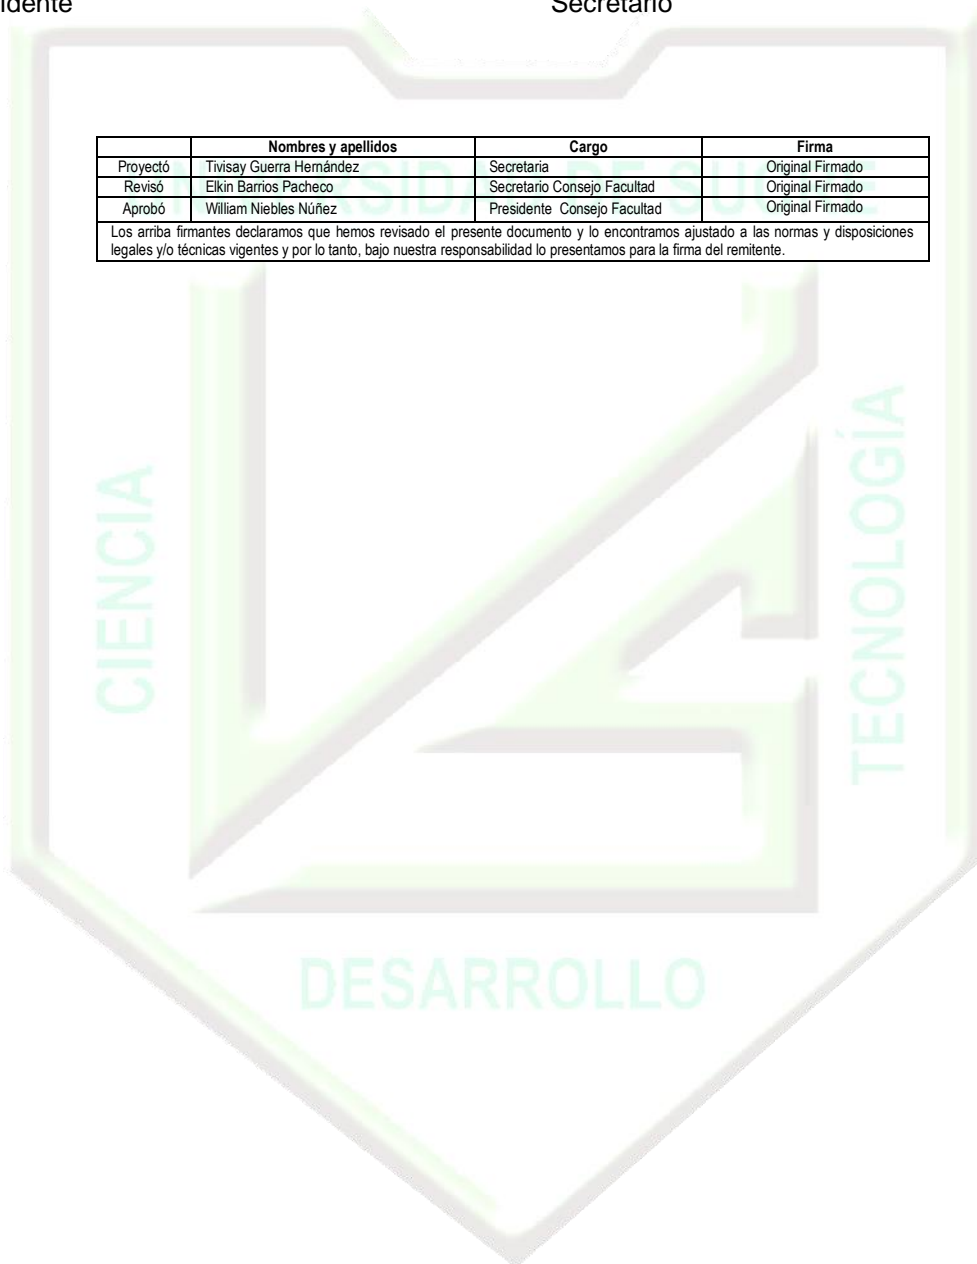 idente Secretario
Nombres y apellidos Cargo Firma
Proyectó Tivisay Guerra Hernández Secretaria Original Firmado
Revisó Elkin Barrios Pacheco Secretario Consejo Facultad Original Firmado
Aprobó William Niebles Núñez Presidente Consejo Facultad Original Firmado
Los arriba firmantes declaramos que hemos revisado el presente documento y lo encontramos ajustado a las normas y disposiciones
legales y/o técnicas vigentes y por lo tanto, bajo nuestra responsabilidad lo presentamos para la firma del remitente.
CIENCIA
TECNOLOGÍA
DESARROLLO